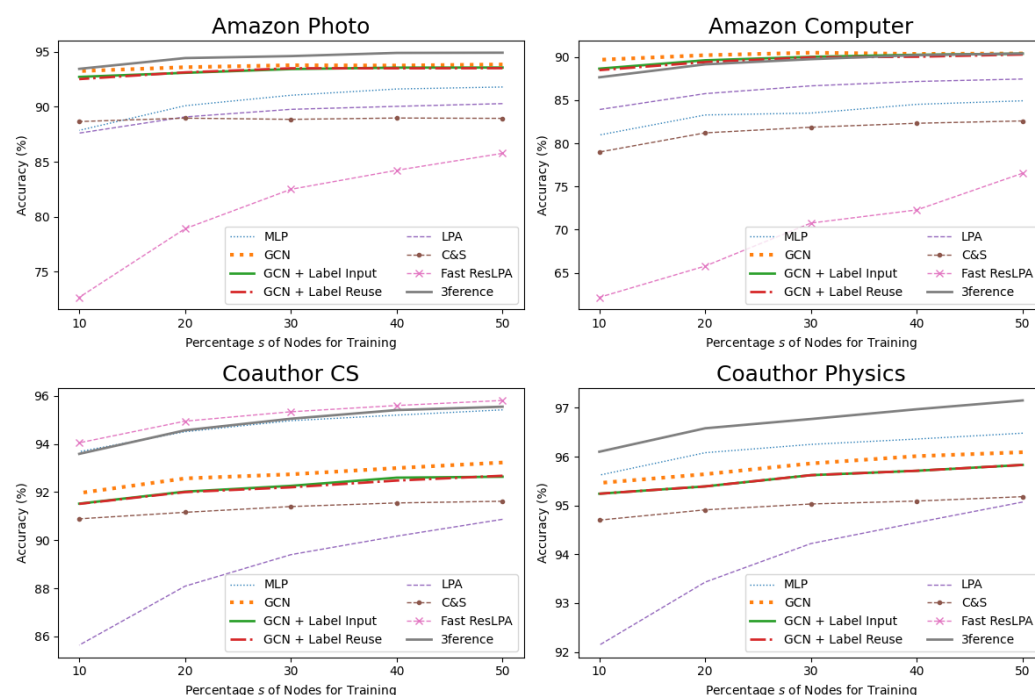 Amazon Photo
Accuracy (%)
95
90
85
80
75
MLP
GCN
GCN + Label Input
GCN + Label Reuse
LPA
C&S
Fast ResLPA
3ference
10 20 30 40 50
Percentage s of Nodes for Training
Amazon Computer
Accuracy (%)
90
85
80
75
70
65
MLP
GCN
GCN + Label Input
GCN + Label Reuse
LPA
C&S
Fast ResLPA
3ference
10 20 30 40 50
Percentage s of Nodes for Training
Coauthor CS
Accuracy (%)
96
94
92
90
88
86
MLP
GCN
GCN + Label Input
GCN + Label Reuse
LPA
C&S
Fast ResLPA
3ference
10 20 30 40 50
Percentage s of Nodes for Training
Coauthor Physics
Accuracy (%)
97
96
95
94
93
92
MLP
GCN
GCN + Label Input
GCN + Label Reuse
LPA
C&S
Fast ResLPA
3ference
10 20 30 40 50
Percentage s of Nodes for Training